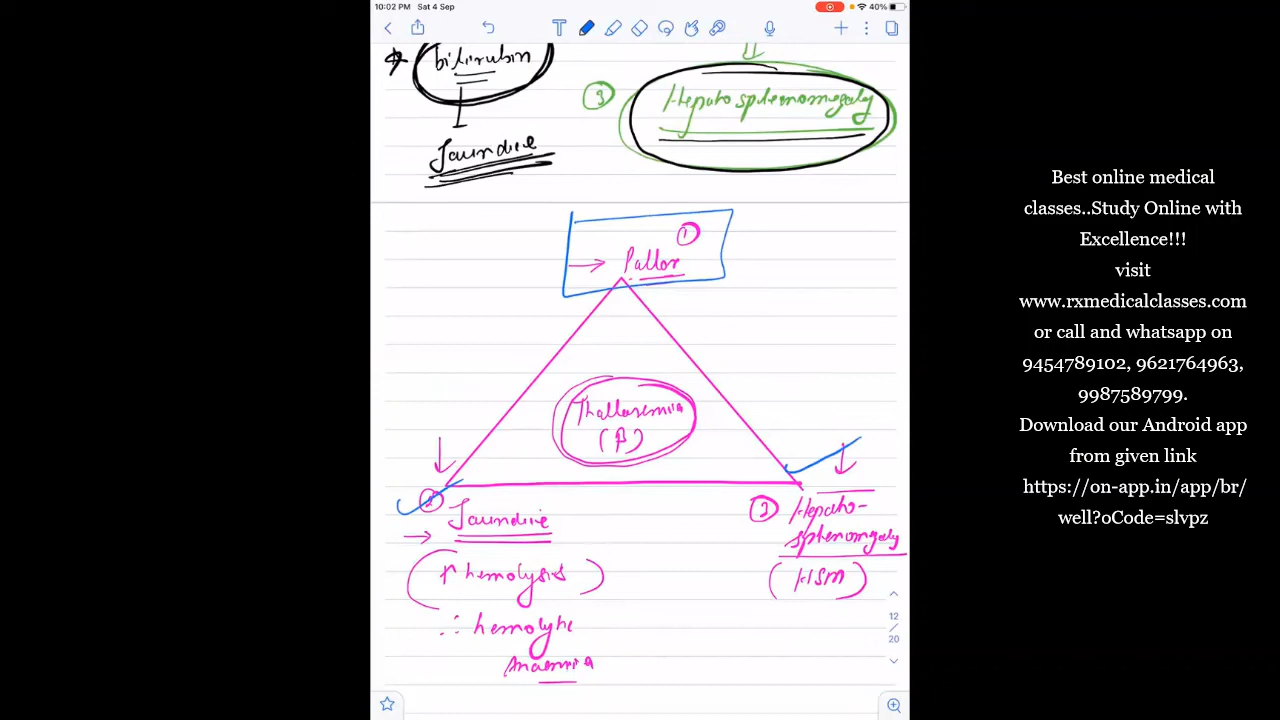 10:02 PM Sat 4 Sep
40%
bilirubin
Jaundice
3
Hepato splenomegaly
1
Pallor
Thallasemia
(β)
2
Jaundice
(↑ hemolysis)
∴ hemolytic
Anaemia
3
Hepato-
splenomgaly
(HSM)
12
/
20
Best online medical
classes..Study Online with
Excellence!!!
visit
www.rxmedicalclasses.com
or call and whatsapp on
9454789102, 9621764963,
9987589799.
Download our Android app
from given link
https://on-app.in/app/br/
well?oCode=slvpz